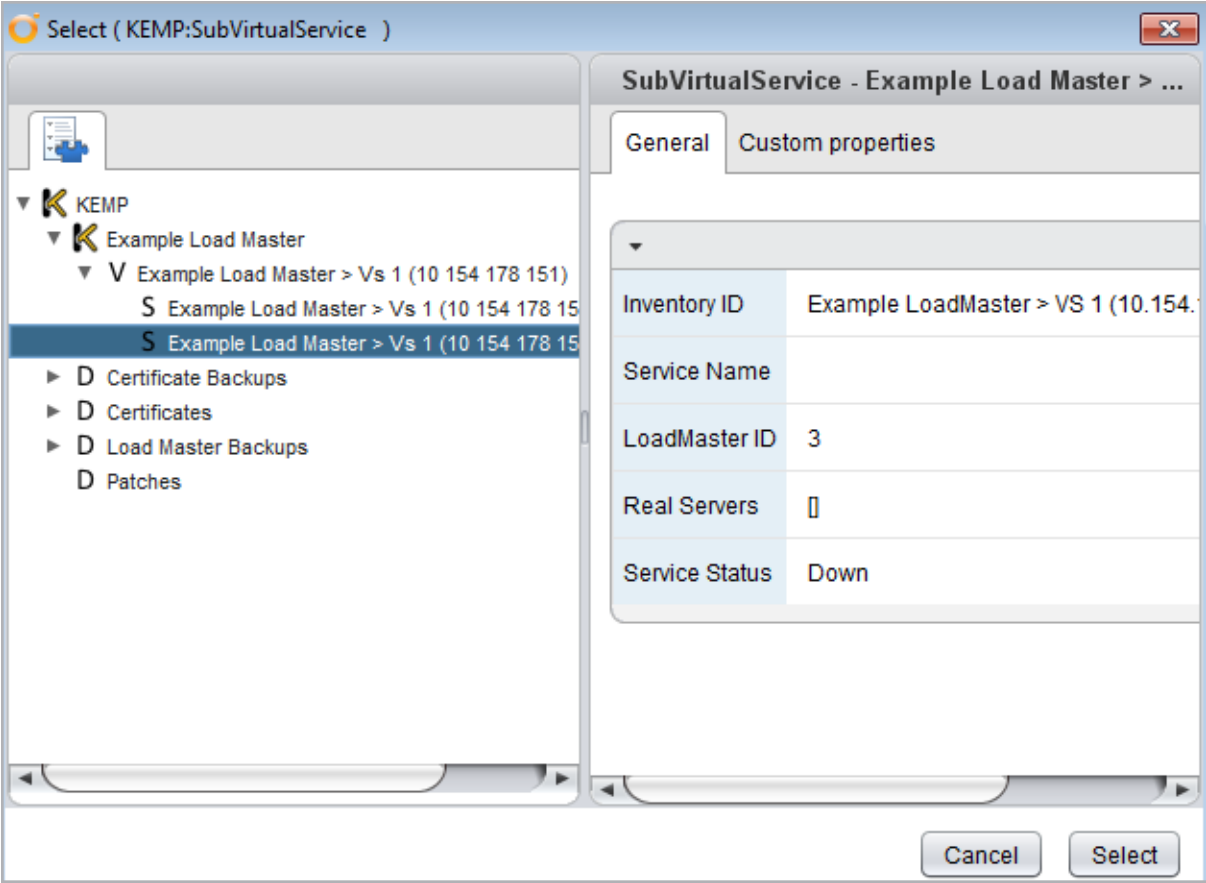 Select ( KEMP:SubVirtualService )
SubVirtualService - Example Load Master > ...
General Custom properties
KEMP
Example Load Master
V Example Load Master > Vs 1 (10 154 178 151)
S Example Load Master > Vs 1 (10 154 178 15
S Example Load Master > Vs 1 (10 154 178 15
D Certificate Backups
D Certificates
D Load Master Backups
D Patches
Inventory ID Example LoadMaster > VS 1 (10.154.
Service Name
LoadMaster ID 3
Real Servers []
Service Status Down
Cancel Select